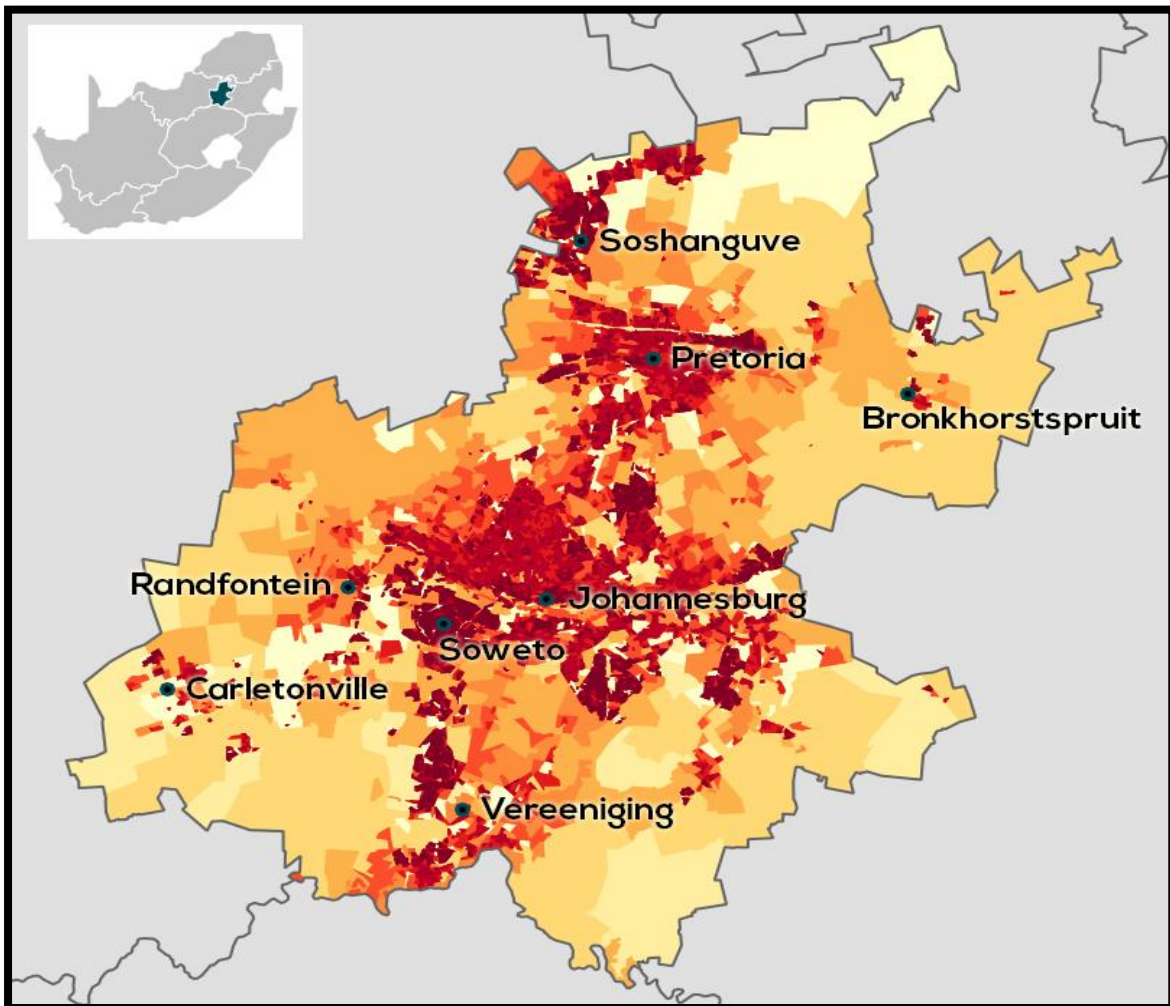 Soshanguve
Pretoria
Bronkhorstspruit
Randfontein
Johannesburg
Soweto
Carletonville
Vereeniging